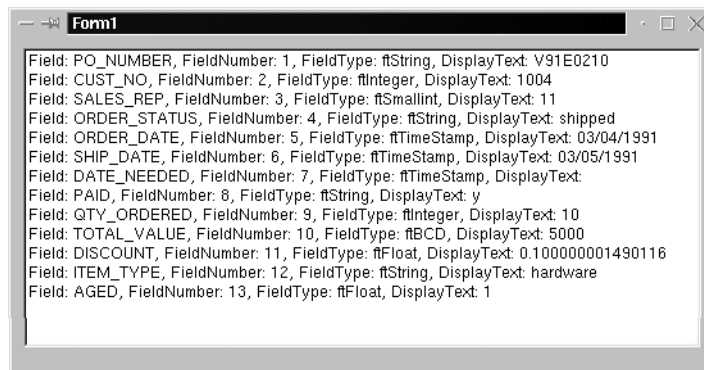 Form1
Field: PO_NUMBER, FieldNumber: 1, FieldType: ftString, DisplayText: V91E0210
Field: CUST_NO, FieldNumber: 2, FieldType: ftInteger, DisplayText: 1004
Field: SALES_REP, FieldNumber: 3, FieldType: ftSmallint, DisplayText: 11
Field: ORDER_STATUS, FieldNumber: 4, FieldType: ftString, DisplayText: shipped
Field: ORDER_DATE, FieldNumber: 5, FieldType: ftTimeStamp, DisplayText: 03/04/1991
Field: SHIP_DATE, FieldNumber: 6, FieldType: ftTimeStamp, DisplayText: 03/05/1991
Field: DATE_NEEDED, FieldNumber: 7, FieldType: ftTimeStamp, DisplayText:
Field: PAID, FieldNumber: 8, FieldType: ftString, DisplayText: y
Field: QTY_ORDERED, FieldNumber: 9, FieldType: ftInteger, DisplayText: 10
Field: TOTAL_VALUE, FieldNumber: 10, FieldType: ftBCD, DisplayText: 5000
Field: DISCOUNT, FieldNumber: 11, FieldType: ftFloat, DisplayText: 0.100000001490116
Field: ITEM_TYPE, FieldNumber: 12, FieldType: ftString, DisplayText: hardware
Field: AGED, FieldNumber: 13, FieldType: ftFloat, DisplayText: 1